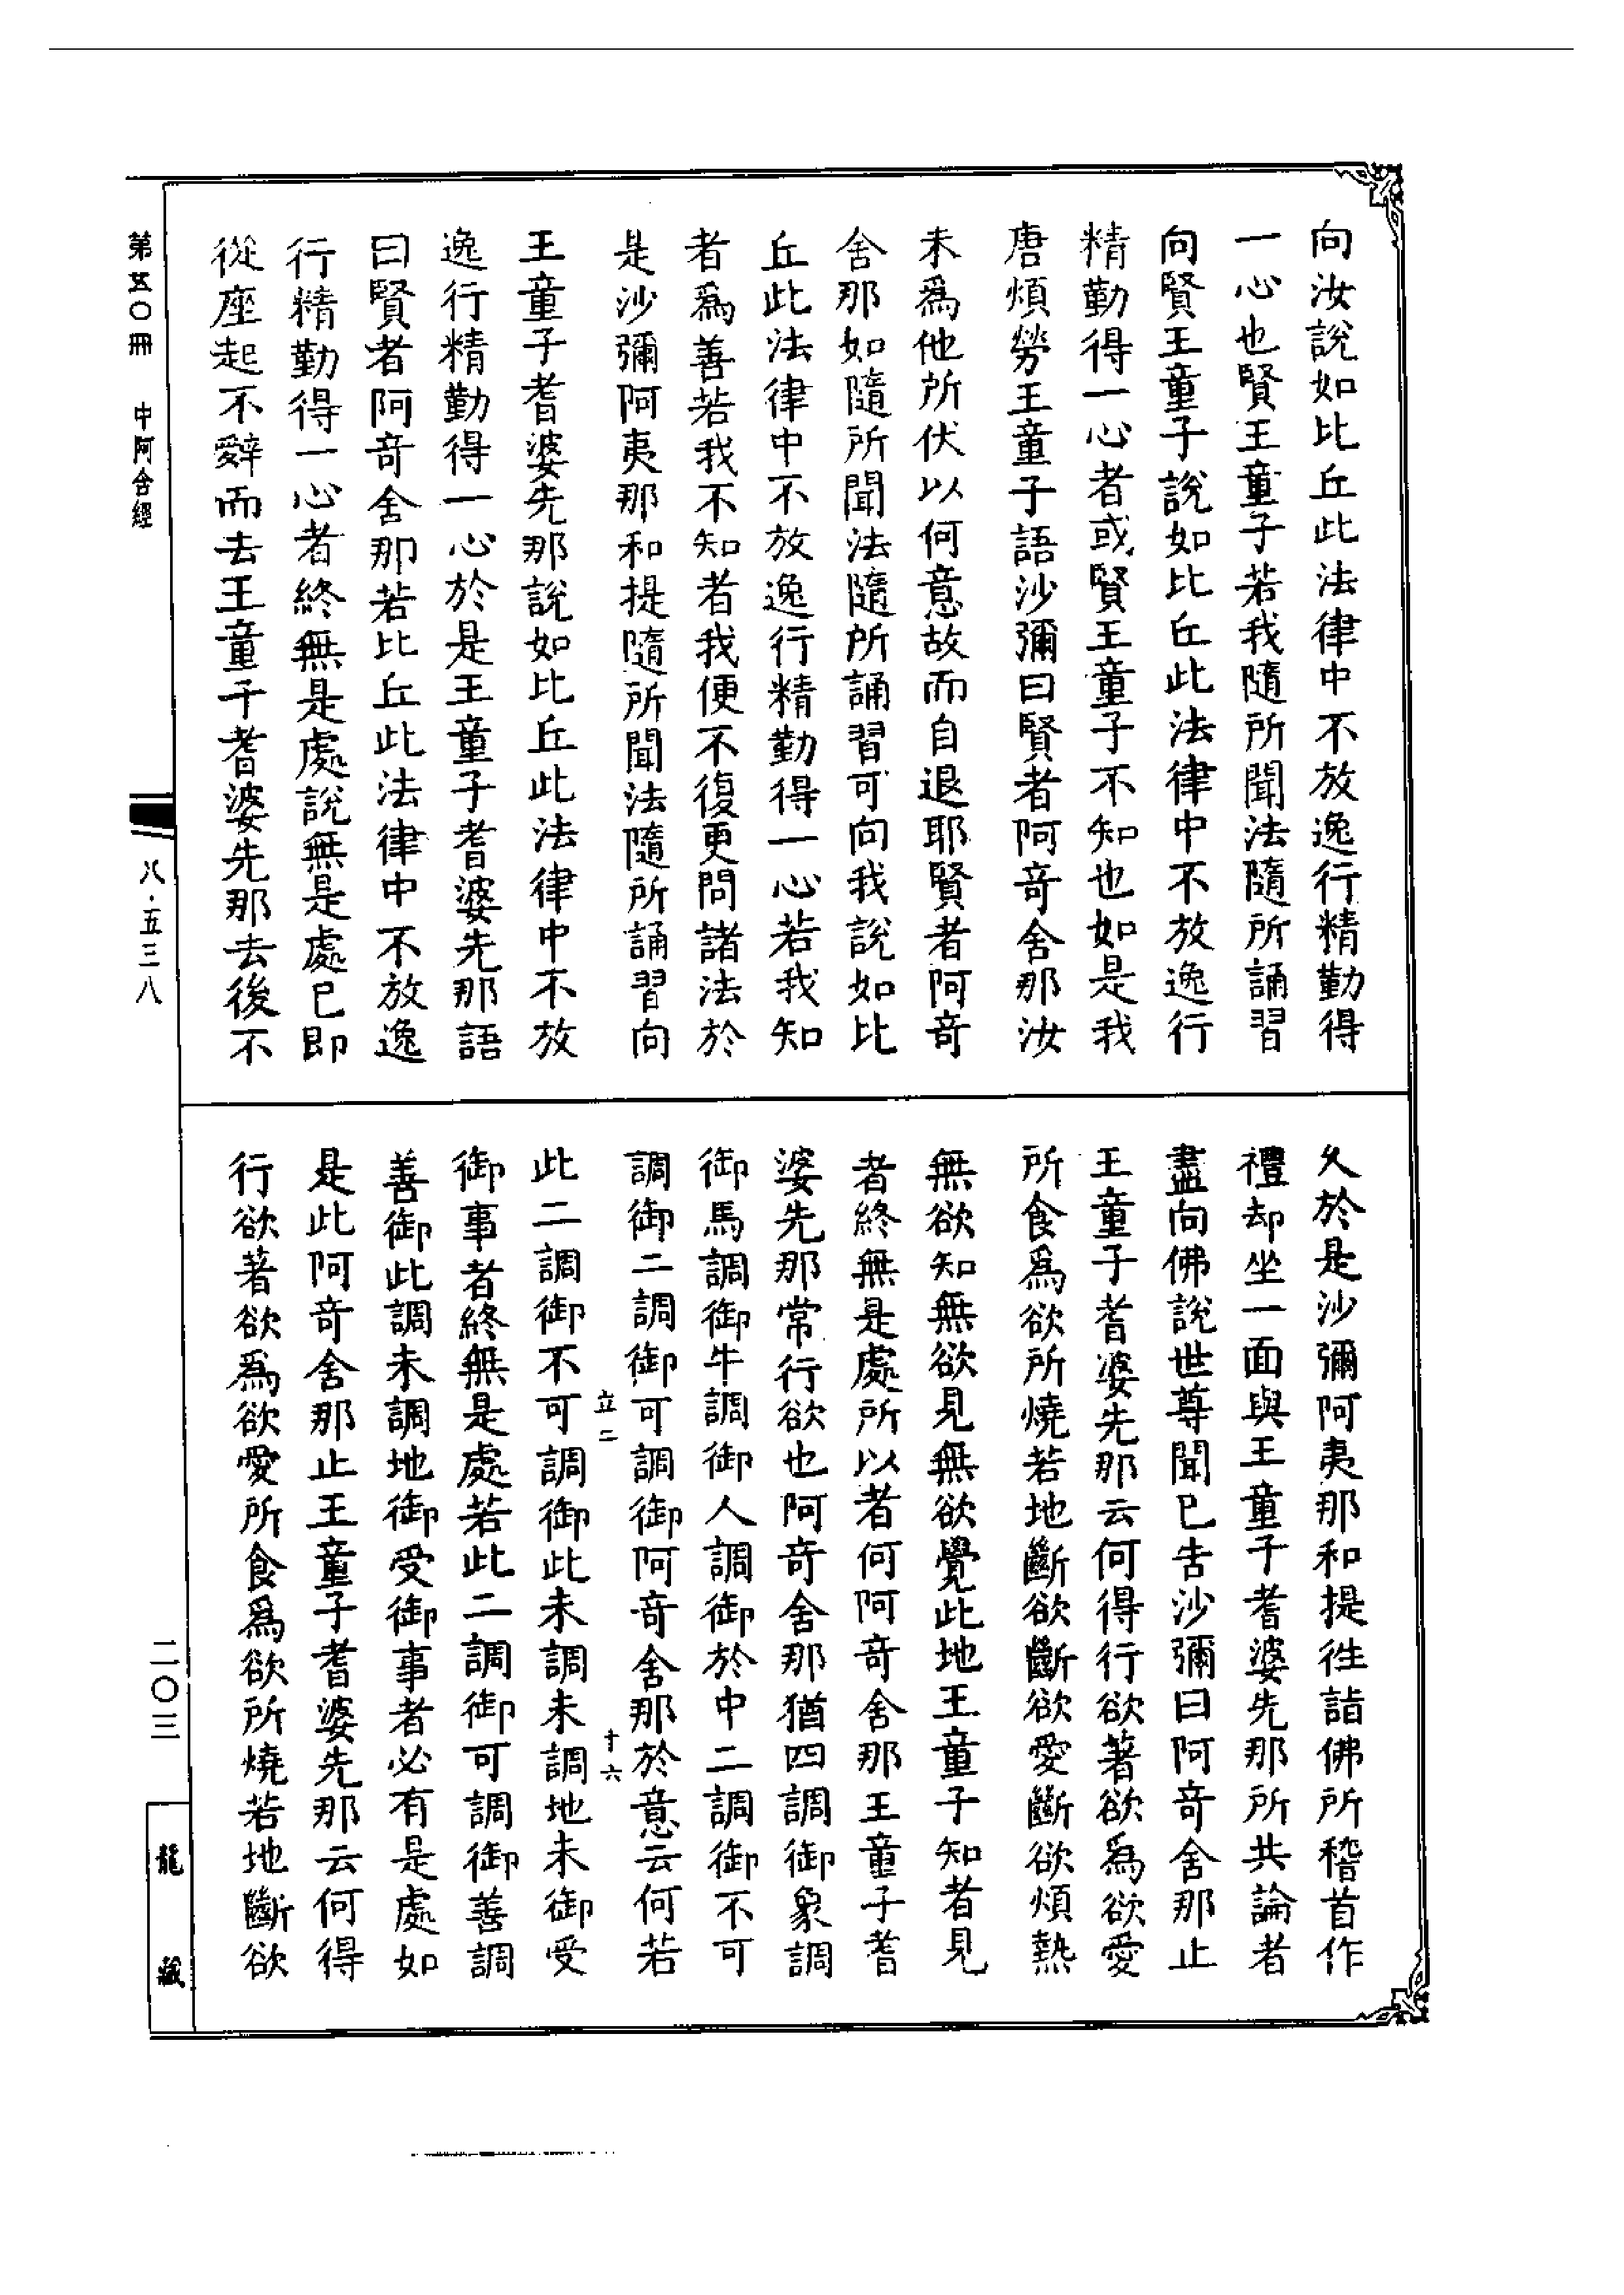 向汝說如比丘此法律中不放逸行精勤得
一心也賢王童子若我隨所聞法隨所誦習
向賢王童子說如比丘此法律中不放逸行
精勤得一心者或賢王童子不知也如是我
唐煩勞王童子語沙彌曰賢者阿奇舍那汝
未爲他所伏以何意故而自退耶賢者阿奇
舍那如隨所聞法隨所誦習可向我說如比
丘此法律中不放逸行精勤得一心若我知
者爲善若我不知者我便不復更問諸法於
是沙彌阿夷那和提隨所聞法隨所誦習向
王童子耆婆先那說如比丘此法律中不放
逸行精勤得一心於是王童子耆婆先那語
曰賢者阿奇舍那若比丘此法律中不放逸
行精勤得一心者終無是處說無是處已即
從座起不辭而去王童子耆婆先那去後不
久於是沙彌阿夷那和提往詣佛所稽首作
禮却坐一面與王童子耆婆先那所共論者
盡向佛說世尊聞已告沙彌曰阿奇舍那止
王童子耆婆先那云何得行欲著欲爲欲愛
所食爲欲所燒若地斷欲斷欲愛斷欲煩熱
無欲知無欲見無欲覺此地王童子知者見
者終無是處所以者何阿奇舍那王童子耆
婆先那常行欲也阿奇舍那猶四調御象調
御馬調御牛調御人調御於中二調御不可
調御二調御可調御阿奇舍那於意云何若
立二
十六
此二調御不可調御此未調未調地未御受
御事者終無是處若此二調御可調御善調
善御此調未調地御受御事者必有是處如
是此阿奇舍那止王童子耆婆先那云何得
行欲著欲爲欲愛所食爲欲所燒若地斷欲
第五〇冊 中阿含經
八·五三八
二〇三
龍藏